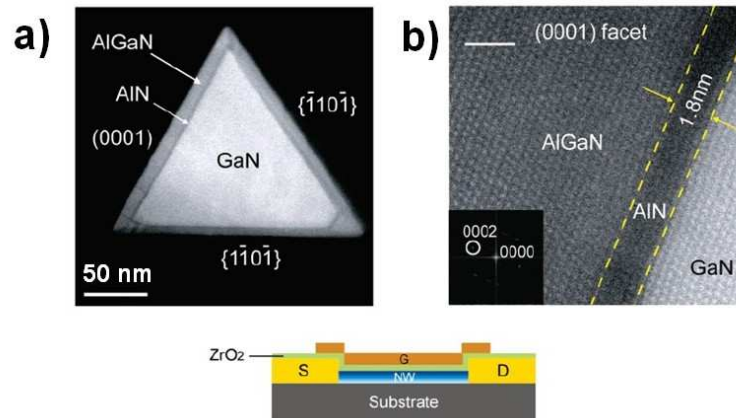 a)
AlGaN
AlN
(0001)
{1̄101̄}
GaN
{11̄01̄}
50 nm
b)
(0001) facet
1.8nm
AlGaN
AlN
0002
0000
GaN
ZrO₂
G
S
NW
D
Substrate